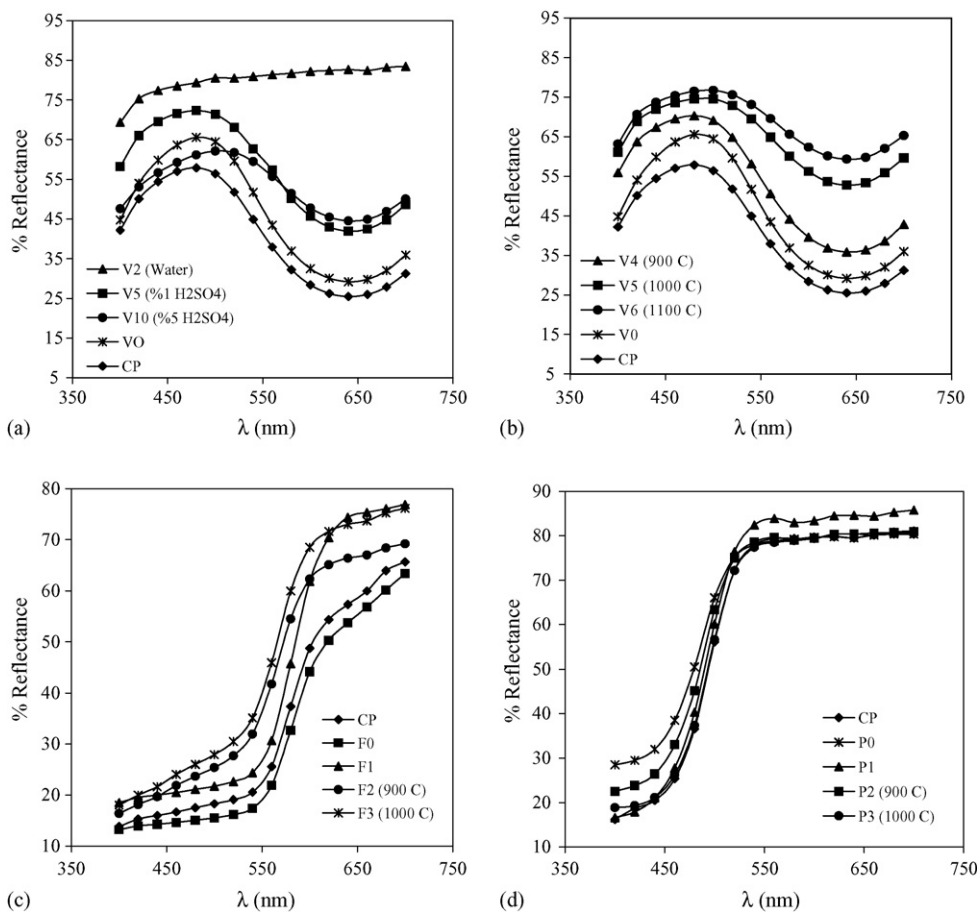 95
85
75
65
55
45
35
25
15
5
% Reflectance
V2 (Water)
V5 (%1 H2SO4)
V10 (%5 H2SO4)
VO
CP
350 450 550 650 750
(a)
λ (nm)
95
85
75
65
55
45
35
25
15
5
% Reflectance
V4 (900 C)
V5 (1000 C)
V6 (1100 C)
V0
CP
350 450 550 650 750
(b)
λ (nm)
80
70
60
50
40
30
20
10
% Reflectance
CP
F0
F1
F2 (900 C)
F3 (1000 C)
350 450 550 650 750
(c)
λ (nm)
90
80
70
60
50
40
30
20
10
% Reflectance
CP
P0
P1
P2 (900 C)
P3 (1000 C)
350 450 550 650 750
(d)
λ (nm)